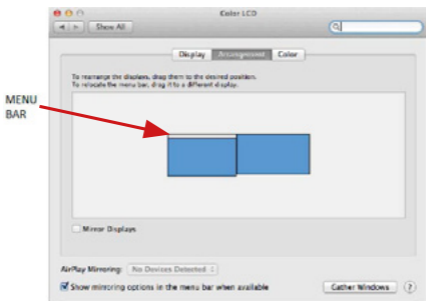 Color LCD
Show All
Display Arrangement Color
To rearrange the displays, drag them to the desired position.
To relocate the menu bar, drag it to a different display.
MENU
BAR
Mirror Displays
AirPlay Mirroring: No Devices Detected
Show mirroring options in the menu bar when available
Gather Windows ?